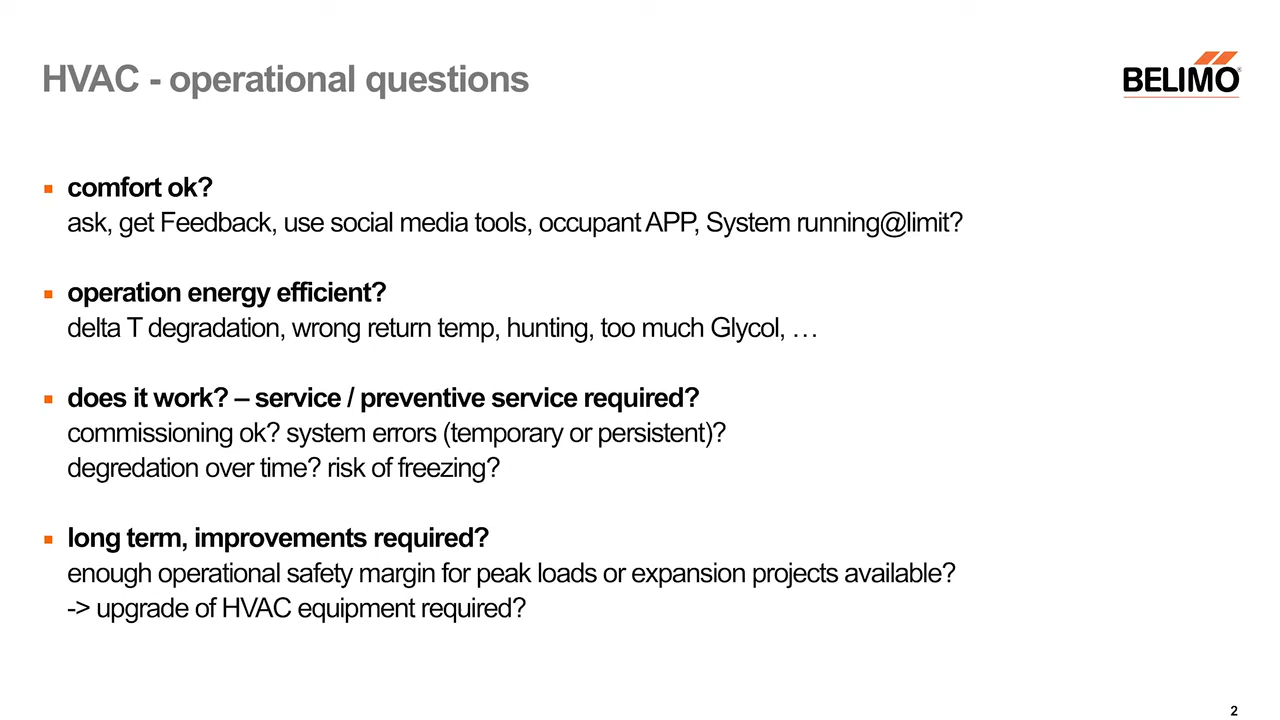 HVAC - operational questions
BELIMO®
comfort ok?
ask, get Feedback, use social media tools, occupant APP, System running@limit?
operation energy efficient?
delta T degradation, wrong return temp, hunting, too much Glycol, …
does it work? – service / preventive service required?
commissioning ok? system errors (temporary or persistent)?
degredation over time? risk of freezing?
long term, improvements required?
enough operational safety margin for peak loads or expansion projects available?
-> upgrade of HVAC equipment required?
2